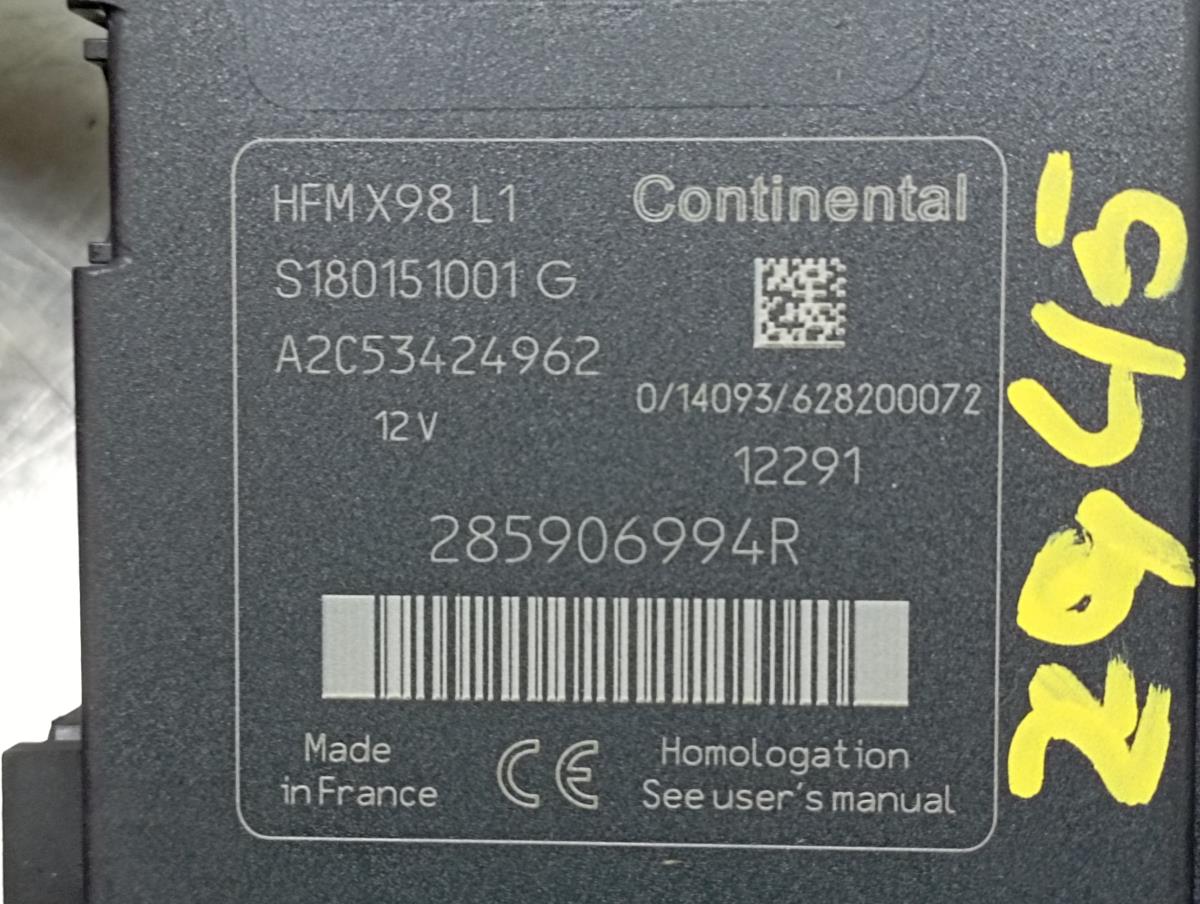 HFM X98 L1
Continental
S180151001 G
A2C53424962
0/14093/628200072
12V
12291
285906994R
Made
in France
CE
Homologation
See user's manual